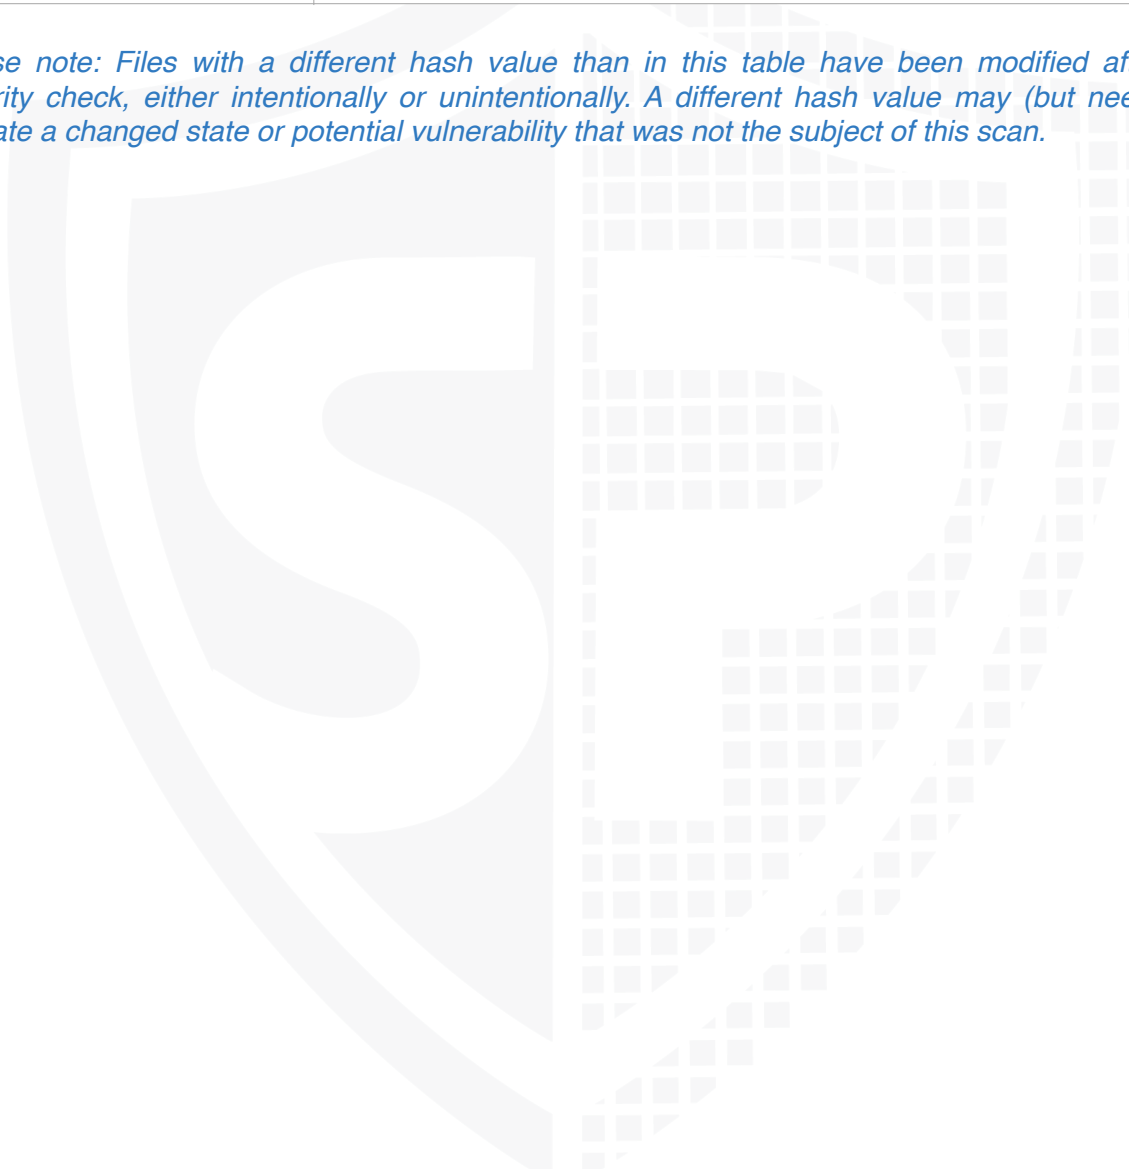 se note: Files with a different hash value than in this table have been modified af
rity check, either intentionally or unintentionally. A different hash value may (but nee
ate a changed state or potential vulnerability that was not the subject of this scan.
SP